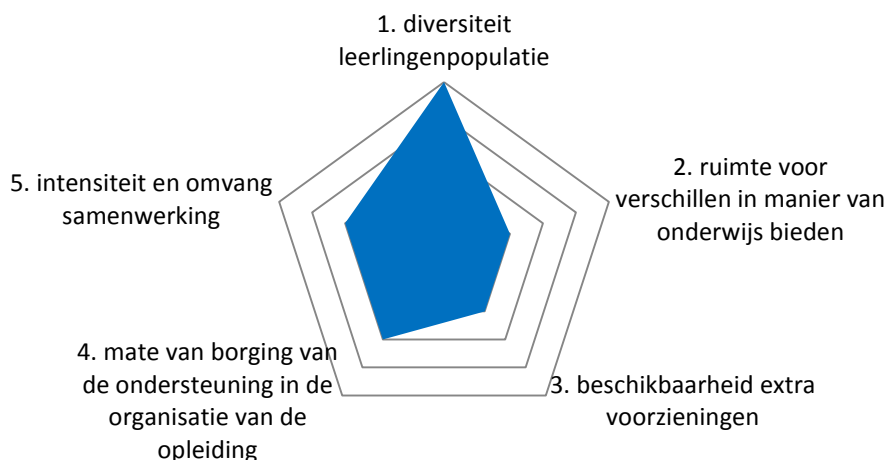 1. diversiteit
leerlingenpopulatie
2. ruimte voor
verschillen in manier van
onderwijs bieden
3. beschikbaarheid extra
voorzieningen
4. mate van borging van
de ondersteuning in de
organisatie van de
opleiding
5. intensiteit en omvang
samenwerking